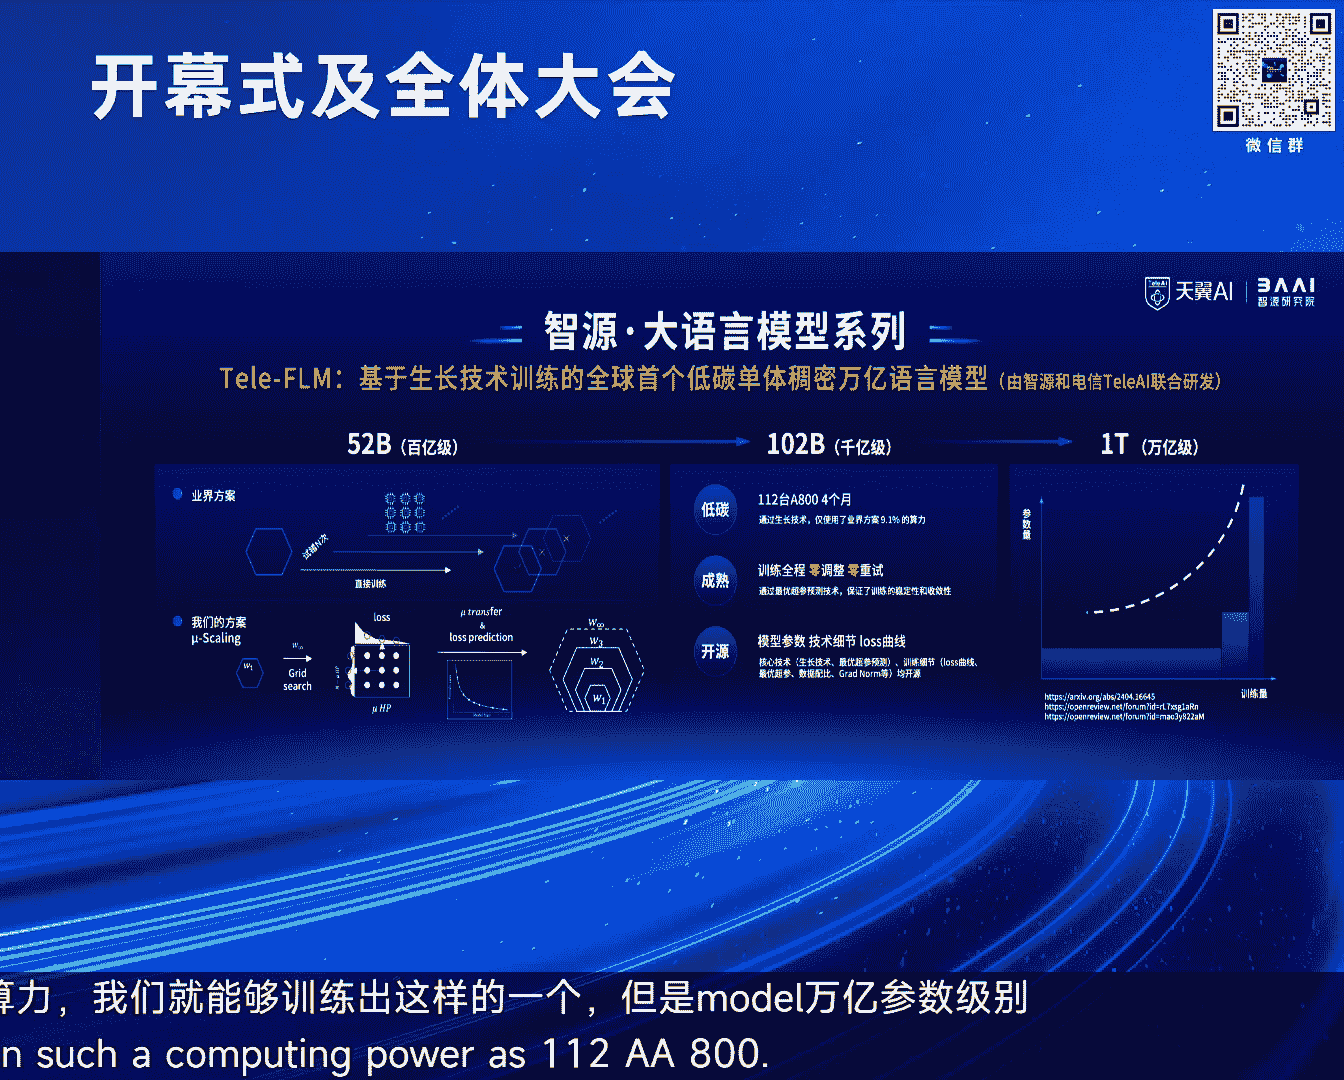 开幕式及全体大会
微信群
TeleAI 天翼AI BAAI 智源研究院
智源·大语言模型系列
Tele-FLM：基于生长技术训练的全球首个低碳单体稠密万亿语言模型（由智源和电信TeleAI联合研发）
52B（百亿级）
102B（千亿级）
1T（万亿级）
业界方案
试错N次
直接训练
我们的方案
μ-Scaling
w₁
w∞
Grid
search
loss
μ HP
μ transfer
&
loss prediction
w∞
w₃
w₂
w₁
低碳
112台A800 4个月
通过生长技术，仅使用了业界方案 9.1% 的算力
成熟
训练全程 零调整 零重试
通过最优超参预测技术，保证了训练的稳定性和收敛性
开源
模型参数 技术细节 loss曲线
核心技术（生长技术、最优超参预测）、训练细节（loss曲线、
最优超参、数据配比、Grad Norm等）均开源
参数量
训练量
https://arxiv.org/abs/2404.16645
https://openreview.net/forum?id=rL7xsg1aRn
https://openreview.net/forum?id=mao3y822aM
算力，我们就能够训练出这样的一个，但是model万亿参数级别
n such a computing power as 112 AA 800.